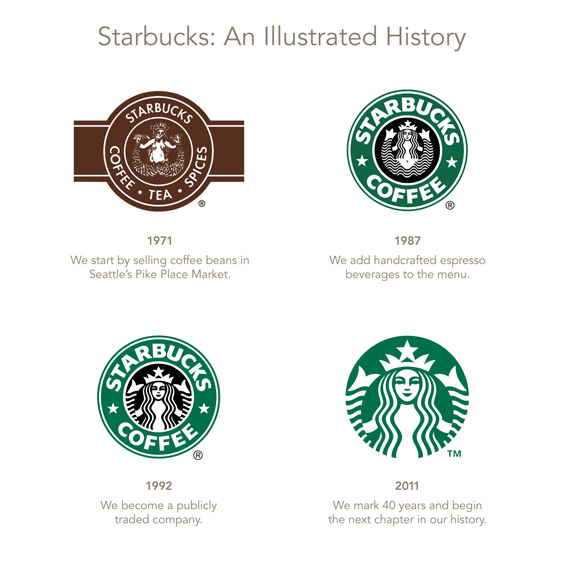 Starbucks: An Illustrated History
STARBUCKS
COFFEE • TEA • SPICES
®
1971
We start by selling coffee beans in
Seattle's Pike Place Market.
STARBUCKS
COFFEE
®
1987
We add handcrafted espresso
beverages to the menu.
STARBUCKS
COFFEE
®
1992
We become a publicly
traded company.
TM
2011
We mark 40 years and begin
the next chapter in our history.